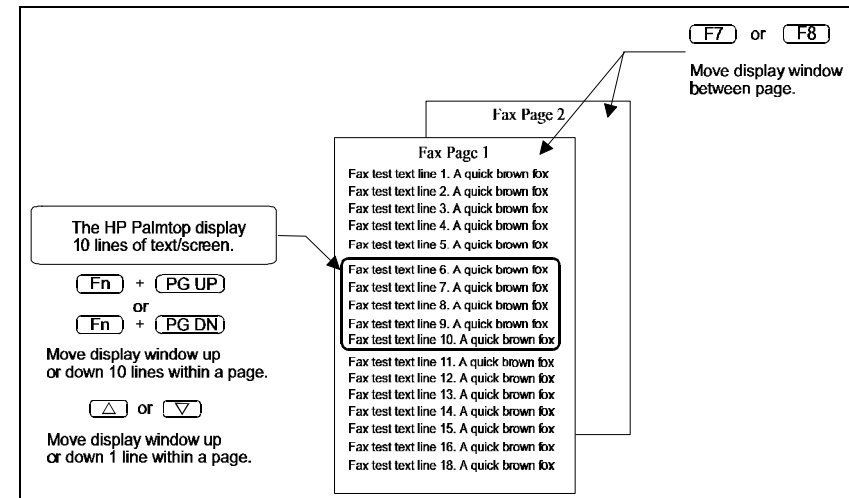 F7 or F8
Move display window
between page.
Fax Page 2
Fax Page 1
Fax test text line 1. A quick brown fox
Fax test text line 2. A quick brown fox
Fax test text line 3. A quick brown fox
Fax test text line 4. A quick brown fox
Fax test text line 5. A quick brown fox
The HP Palmtop display
10 lines of text/screen.
Fax test text line 6. A quick brown fox
Fax test text line 7. A quick brown fox
Fax test text line 8. A quick brown fox
Fax test text line 9. A quick brown fox
Fax test text line 10. A quick brown fox
Fn + PG UP
or
Fn + PG DN
Move display window up
or down 10 lines within a page.
△ or ▽
Move display window up
or down 1 line within a page.
Fax test text line 11. A quick brown fox
Fax test text line 12. A quick brown fox
Fax test text line 13. A quick brown fox
Fax test text line 14. A quick brown fox
Fax test text line 15. A quick brown fox
Fax test text line 16. A quick brown fox
Fax test text line 18. A quick brown fox